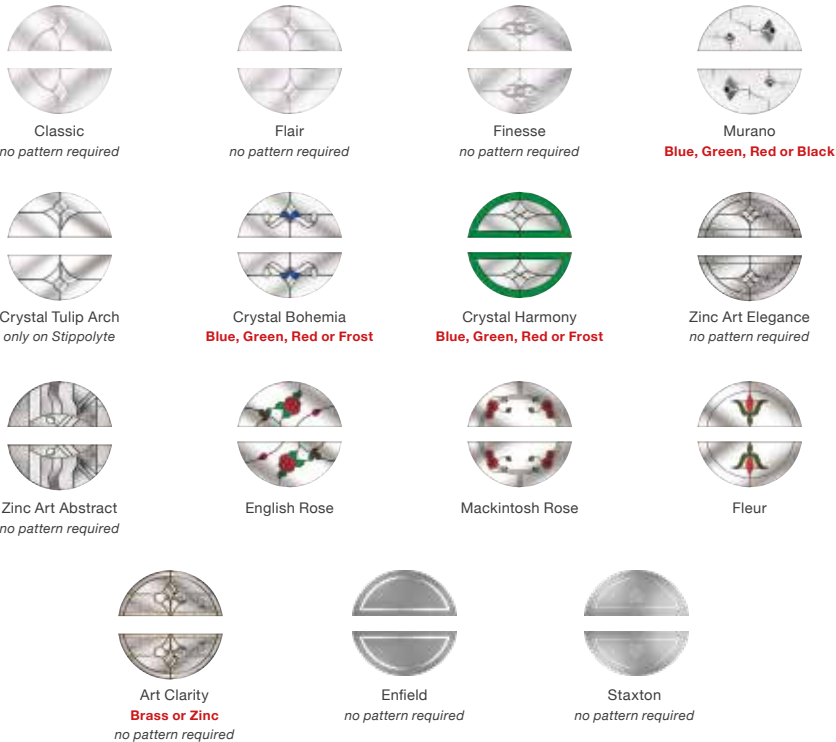 Classic
no pattern required
Flair
no pattern required
Finesse
no pattern required
Murano
Blue, Green, Red or Black
Crystal Tulip Arch
only on Stippolyte
Crystal Bohemia
Blue, Green, Red or Frost
Crystal Harmony
Blue, Green, Red or Frost
Zinc Art Elegance
no pattern required
Zinc Art Abstract
no pattern required
English Rose
Mackintosh Rose
Fleur
Art Clarity
Brass or Zinc
no pattern required
Enfield
no pattern required
Staxton
no pattern required